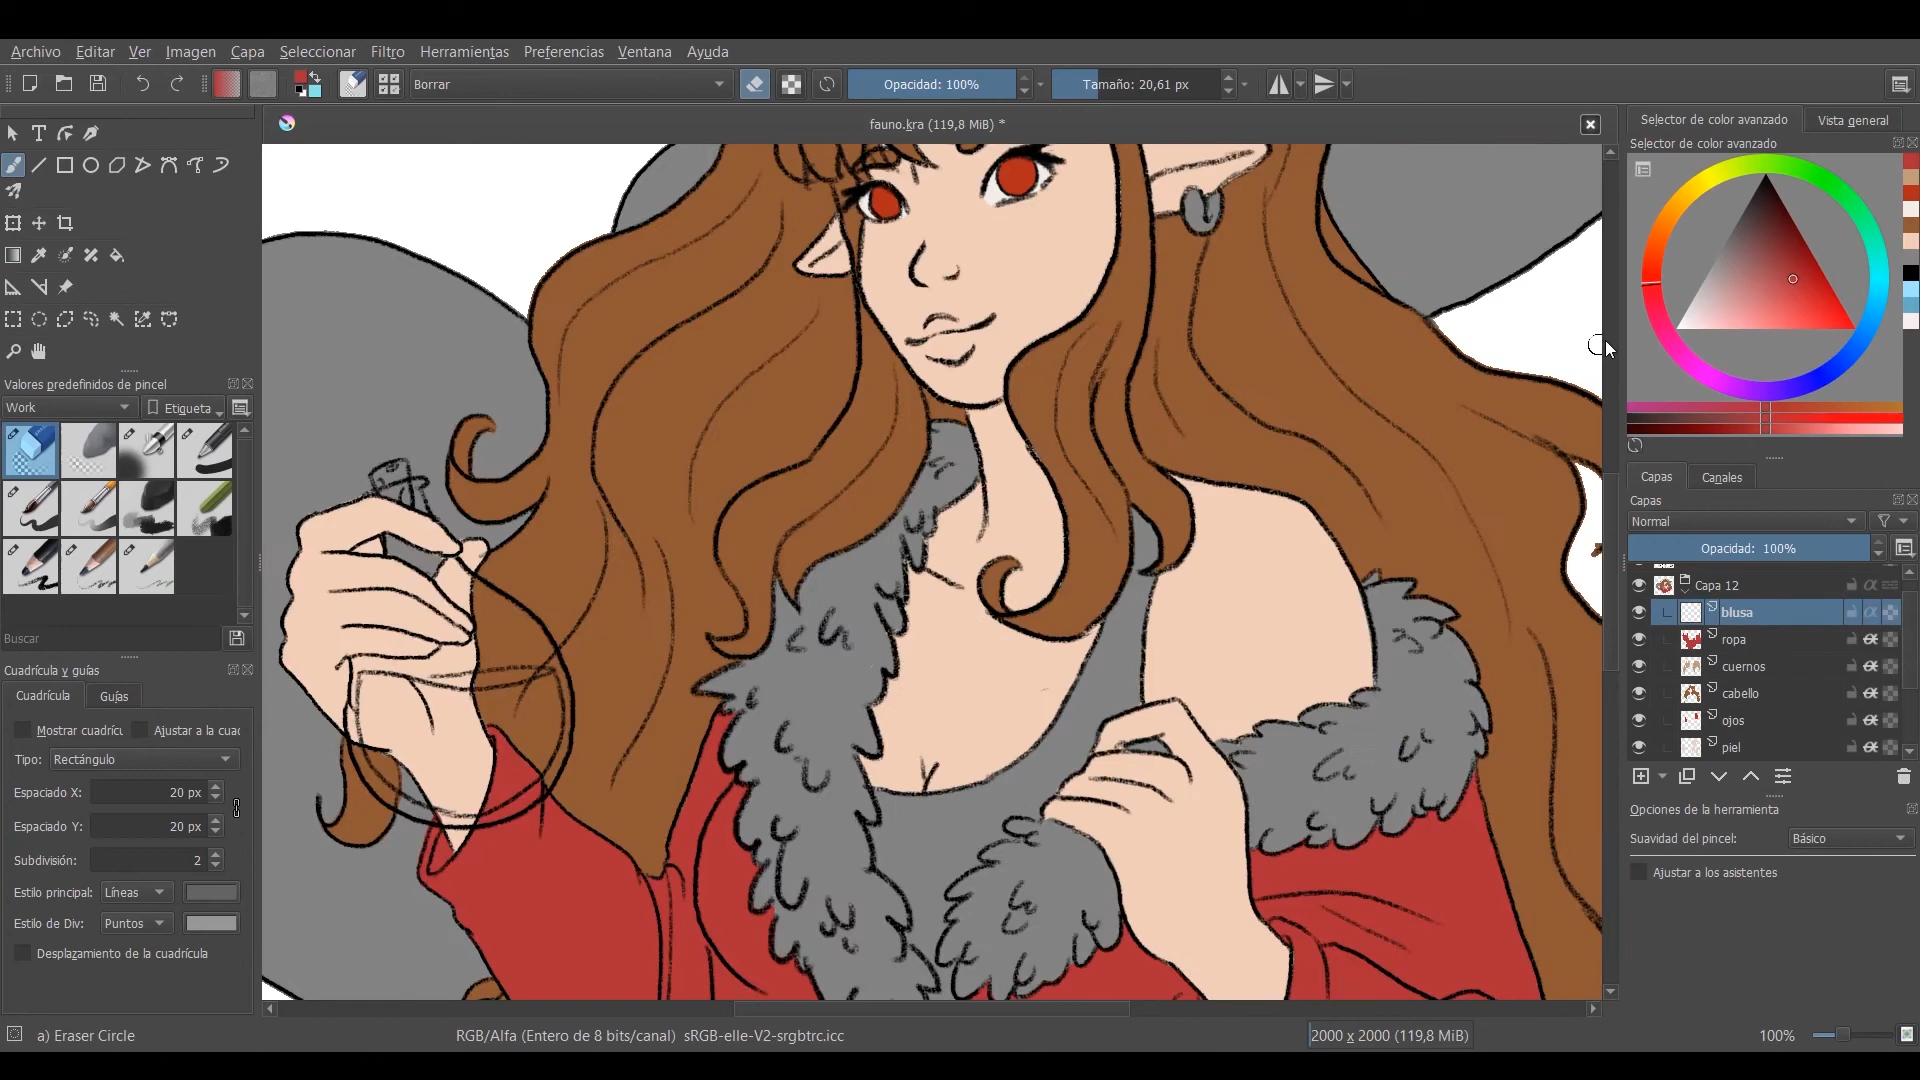 Archivo Editar Ver Imagen Capa Seleccionar Filtro Herramientas Preferencias Ventana Ayuda
Borrar Opacidad: 100% Tamaño: 20,61 px
fauno.kra (119,8 MiB) *
Selector de color avanzado Vista general
Selector de color avanzado
Valores predefinidos de pincel
Work Etiqueta
Buscar
Cuadrícula y guías
Cuadrícula Guías
Mostrar cuadrícu Ajustar a la cuad
Tipo: Rectángulo
Espaciado X: 20 px
Espaciado Y: 20 px
Subdivisión: 2
Estilo principal: Líneas
Estilo de Div: Puntos
Desplazamiento de la cuadrícula
Capas Canales
Capas
Normal
Opacidad: 100%
Capa 12
blusa
ropa
cuernos
cabello
ojos
piel
Opciones de la herramienta
Suavidad del pincel: Básico
Ajustar a los asistentes
a) Eraser Circle RGB/Alfa (Entero de 8 bits/canal) sRGB-elle-V2-srgbtrc.icc 2000 x 2000 (119,8 MiB) 100%